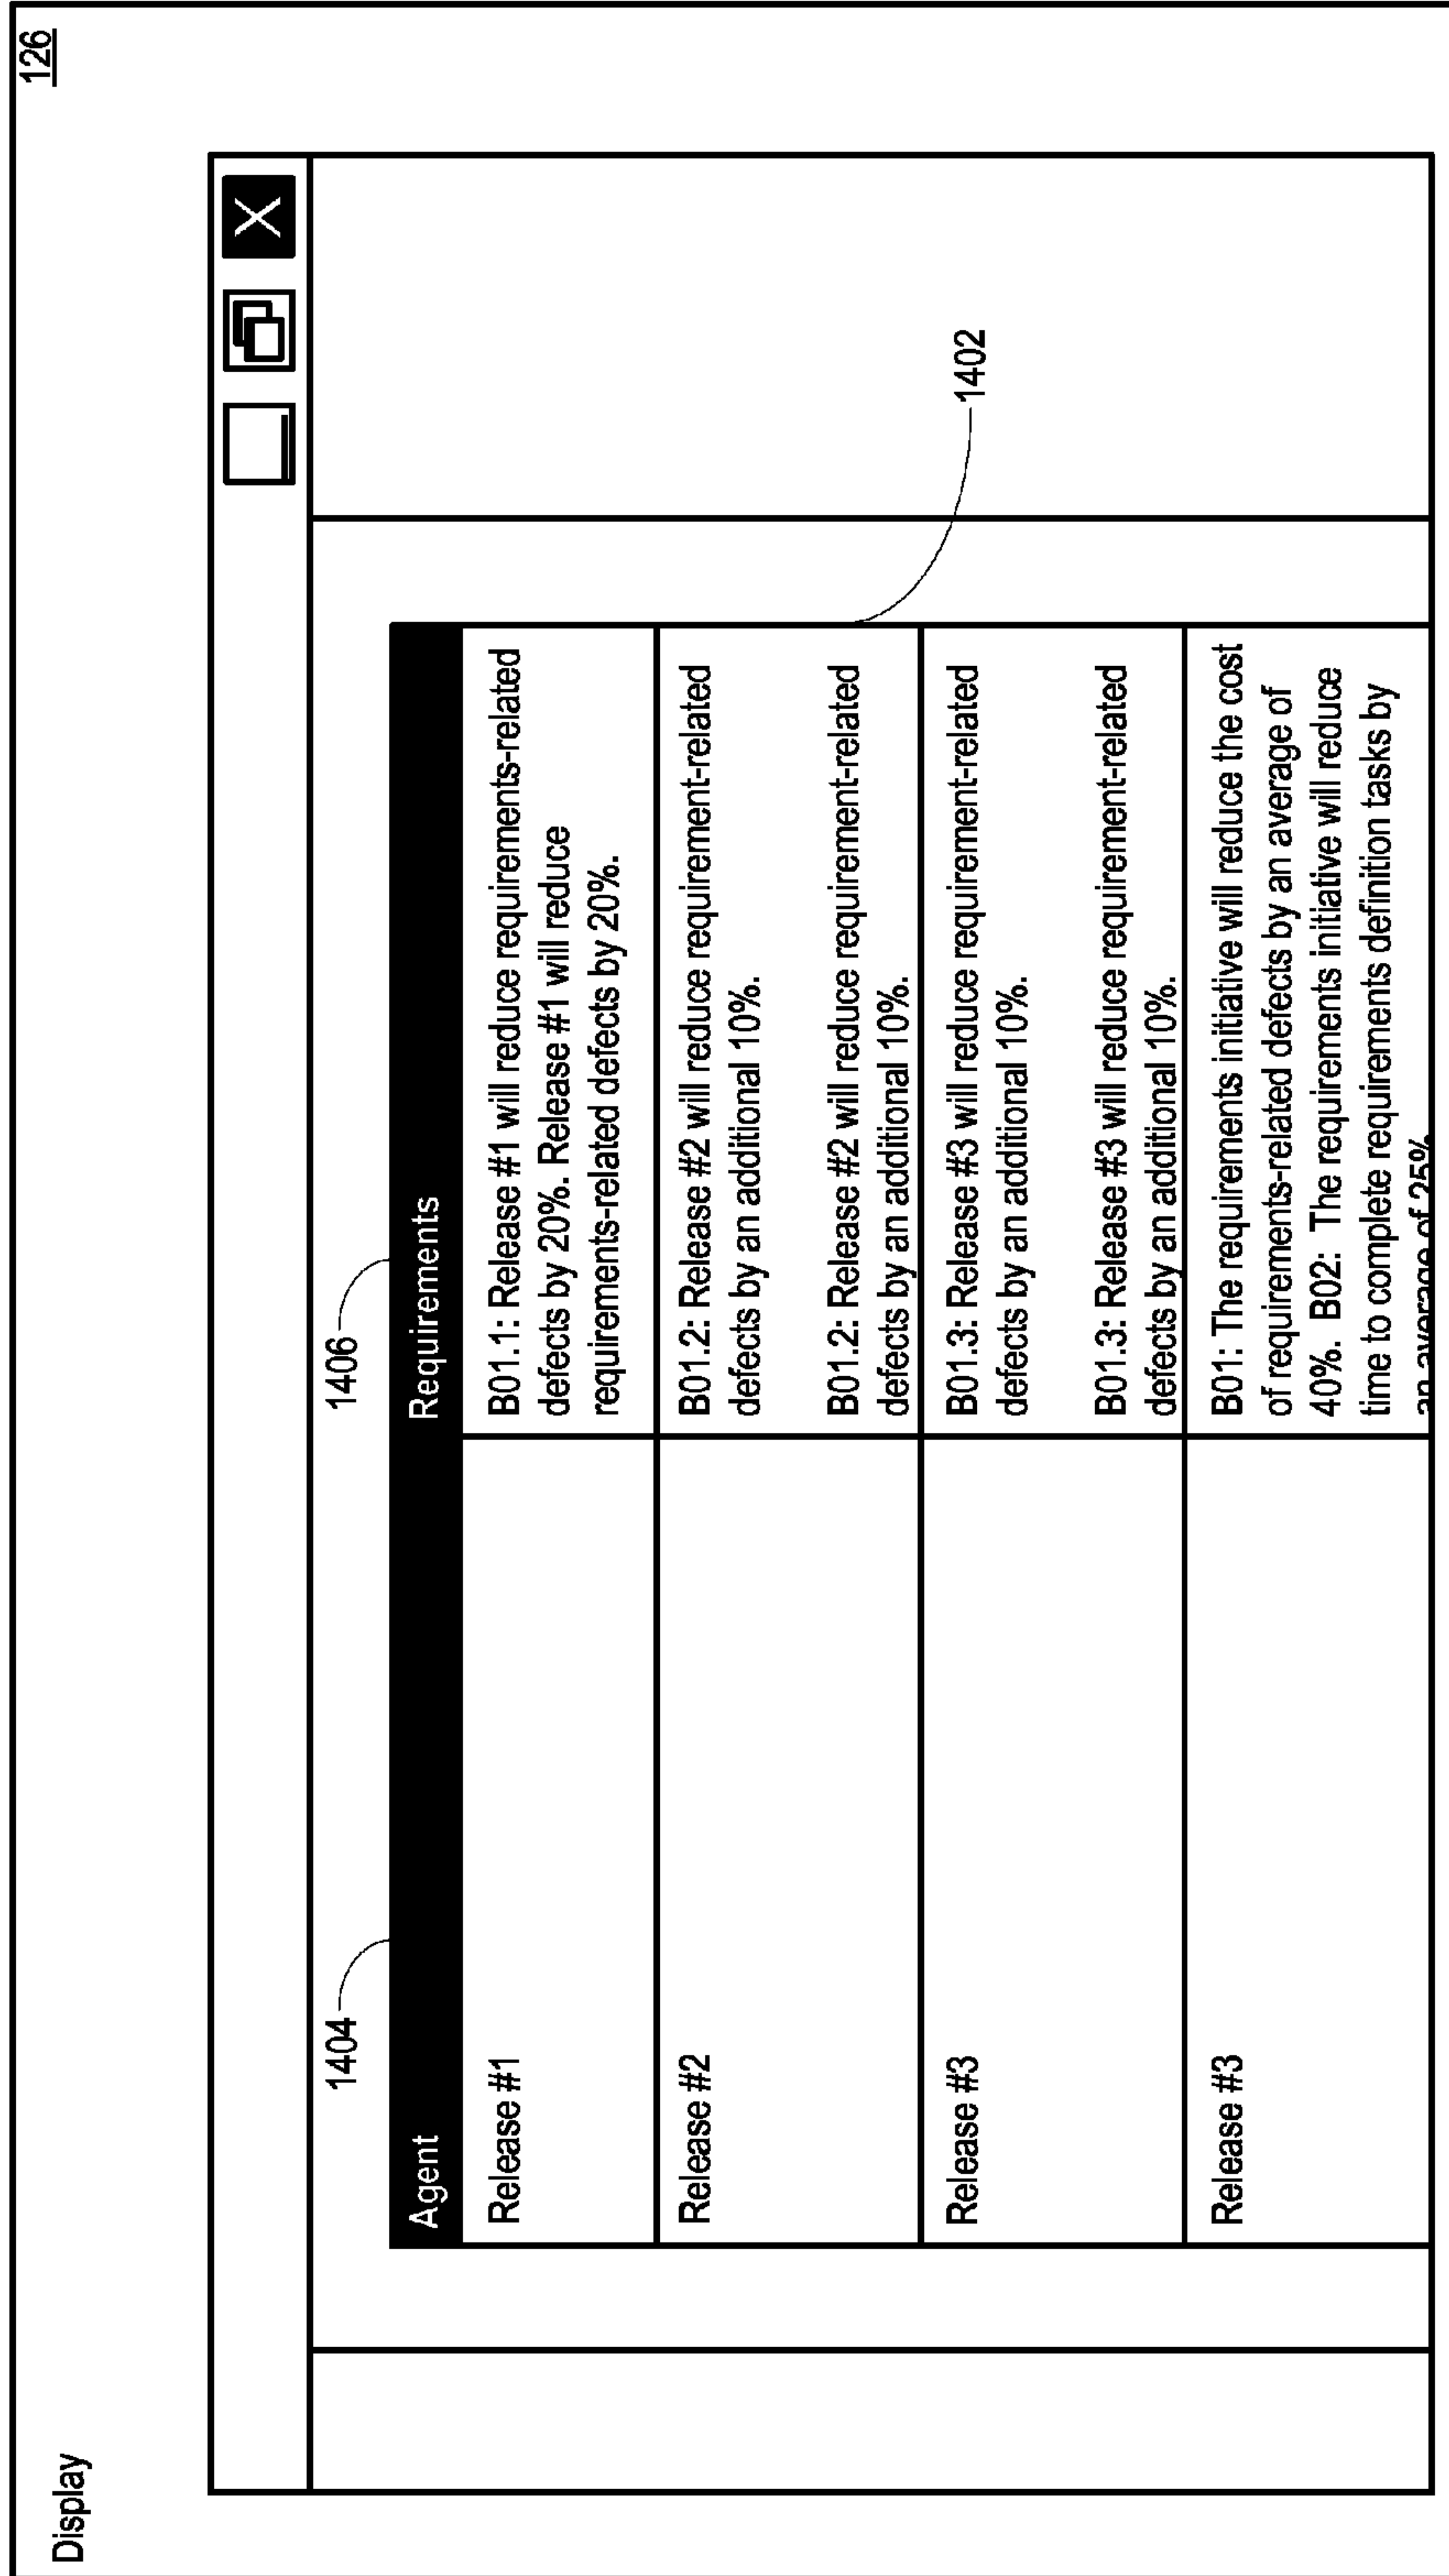 Display
126
X
1404
1406
Agent
Requirements
Release #1
B01.1: Release #1 will reduce requirements-related
defects by 20%. Release #1 will reduce
requirements-related defects by 20%.
Release #2
B01.2: Release #2 will reduce requirement-related
defects by an additional 10%.
B01.2: Release #2 will reduce requirement-related
defects by an additional 10%.
1402
Release #3
B01.3: Release #3 will reduce requirement-related
defects by an additional 10%.
B01.3: Release #3 will reduce requirement-related
defects by an additional 10%.
Release #3
B01: The requirements initiative will reduce the cost
of requirements-related defects by an average of
40%. B02: The requirements initiative will reduce
time to complete requirements definition tasks by
an average of 25%